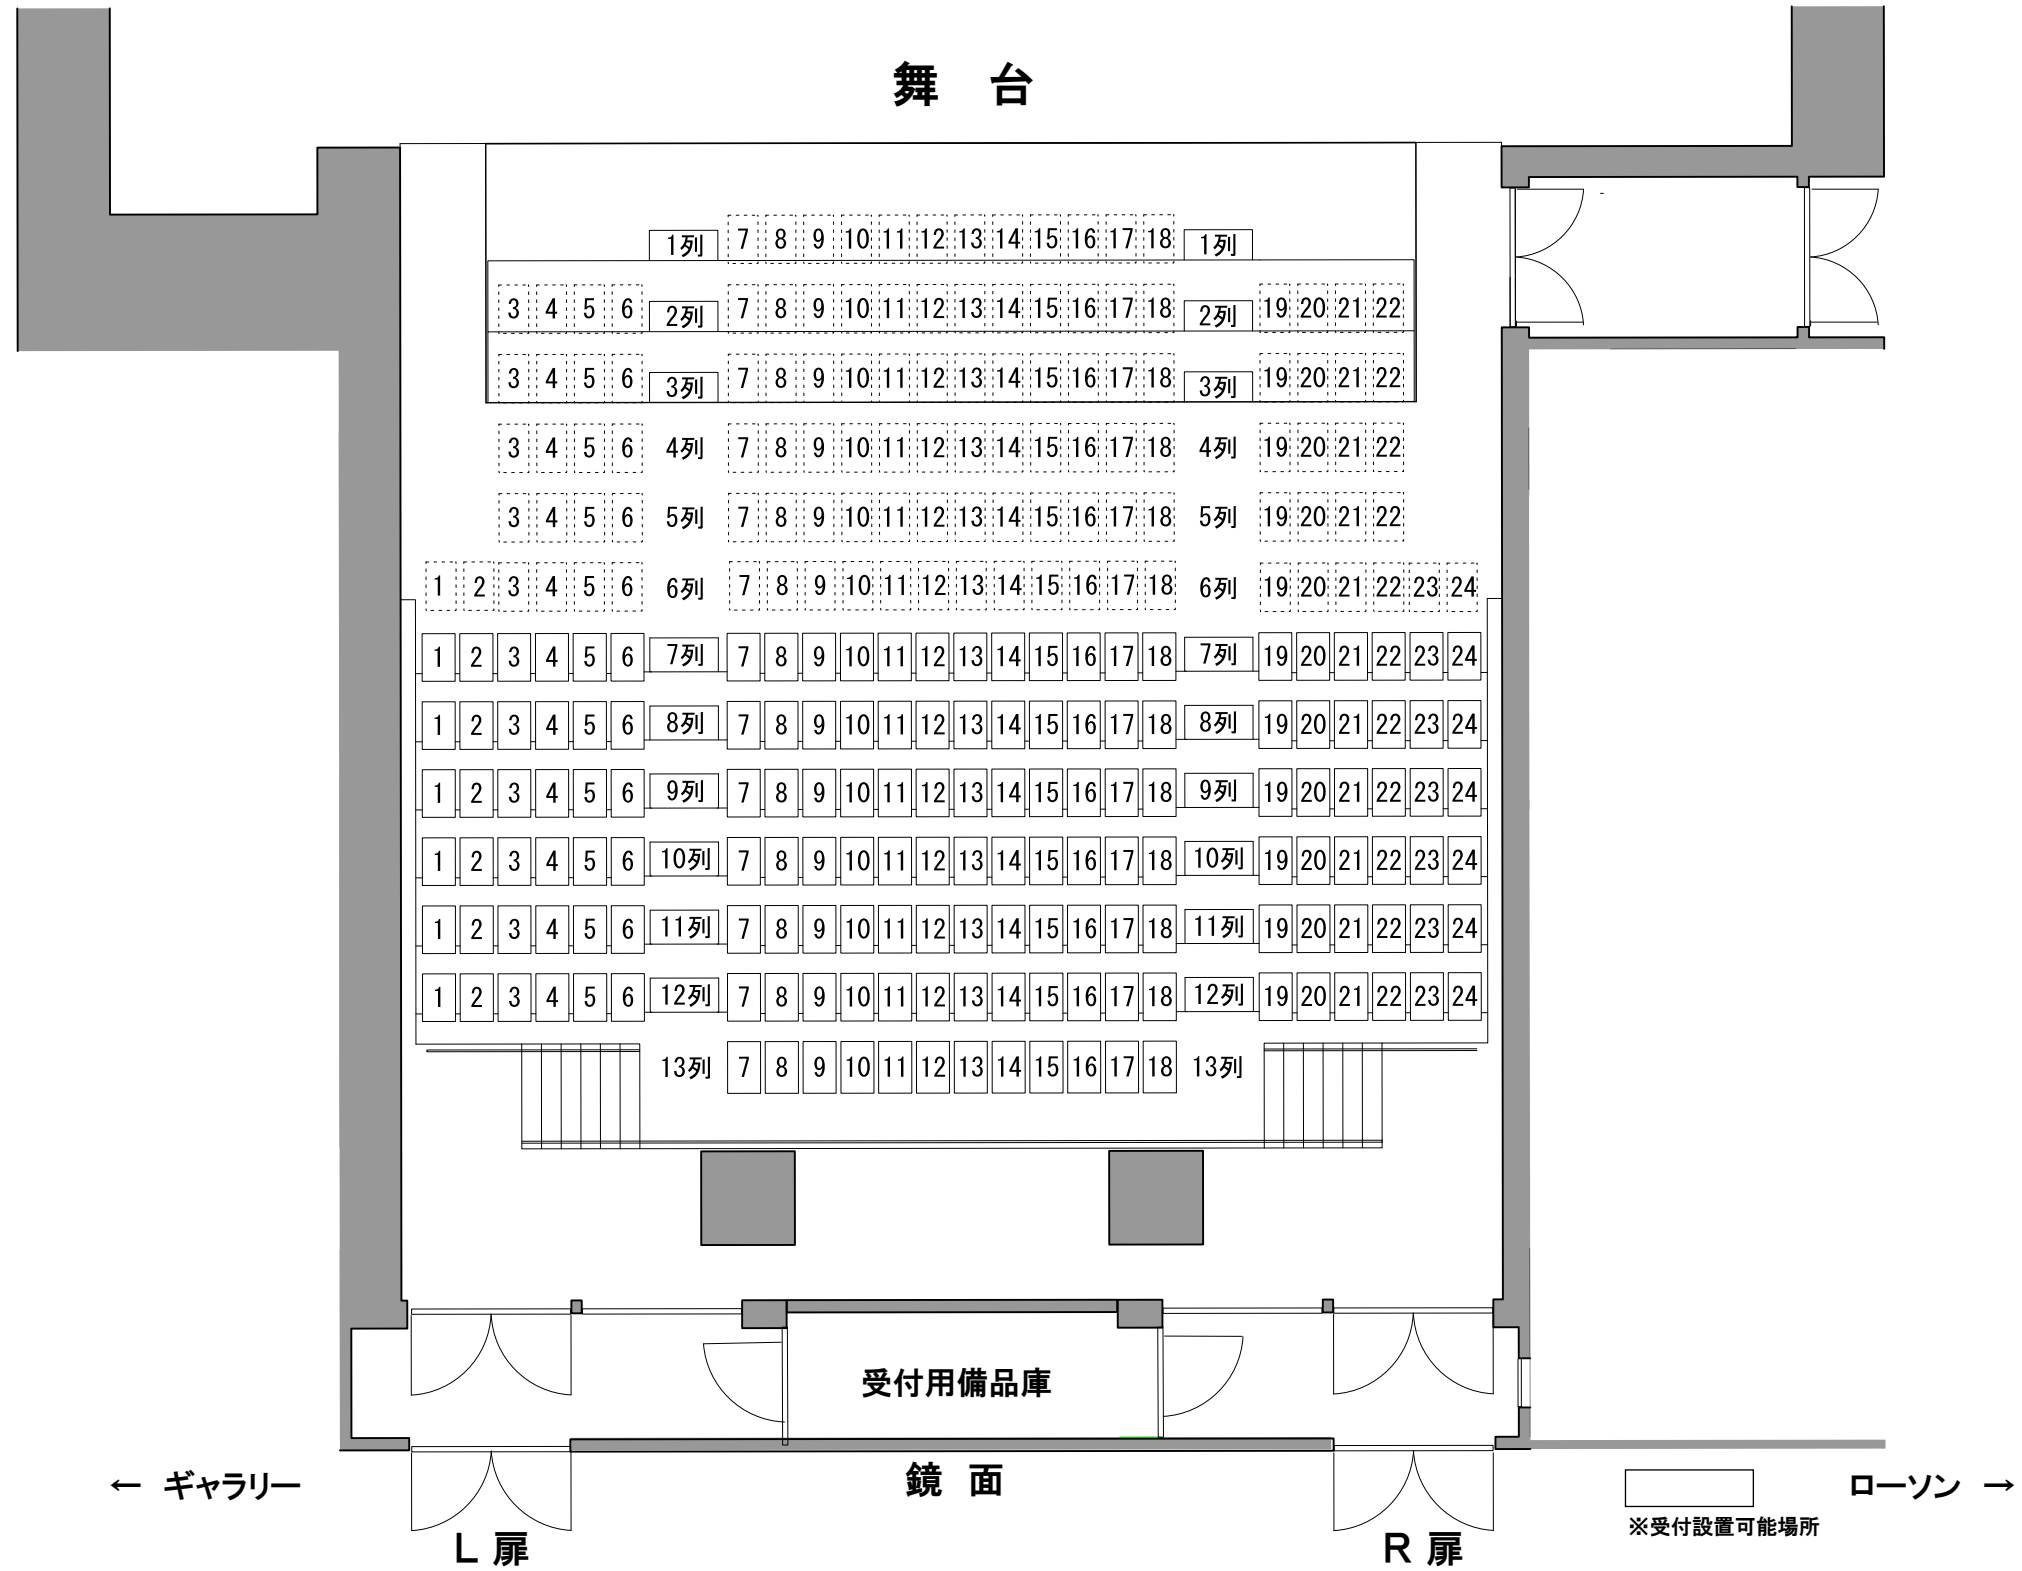 舞 台
1列 7 8 9 10 11 12 13 14 15 16 17 18 1列
3 4 5 6 2列 7 8 9 10 11 12 13 14 15 16 17 18 2列 19 20 21 22
3 4 5 6 3列 7 8 9 10 11 12 13 14 15 16 17 18 3列 19 20 21 22
3 4 5 6 4列 7 8 9 10 11 12 13 14 15 16 17 18 4列 19 20 21 22
3 4 5 6 5列 7 8 9 10 11 12 13 14 15 16 17 18 5列 19 20 21 22
1 2 3 4 5 6 6列 7 8 9 10 11 12 13 14 15 16 17 18 6列 19 20 21 22 23 24
1 2 3 4 5 6 7列 7 8 9 10 11 12 13 14 15 16 17 18 7列 19 20 21 22 23 24
1 2 3 4 5 6 8列 7 8 9 10 11 12 13 14 15 16 17 18 8列 19 20 21 22 23 24
1 2 3 4 5 6 9列 7 8 9 10 11 12 13 14 15 16 17 18 9列 19 20 21 22 23 24
1 2 3 4 5 6 10列 7 8 9 10 11 12 13 14 15 16 17 18 10列 19 20 21 22 23 24
1 2 3 4 5 6 11列 7 8 9 10 11 12 13 14 15 16 17 18 11列 19 20 21 22 23 24
1 2 3 4 5 6 12列 7 8 9 10 11 12 13 14 15 16 17 18 12列 19 20 21 22 23 24
13列 7 8 9 10 11 12 13 14 15 16 17 18 13列
受付用備品庫
← ギャラリー
鏡 面
ローソン →
※受付設置可能場所
L 扉
R 扉